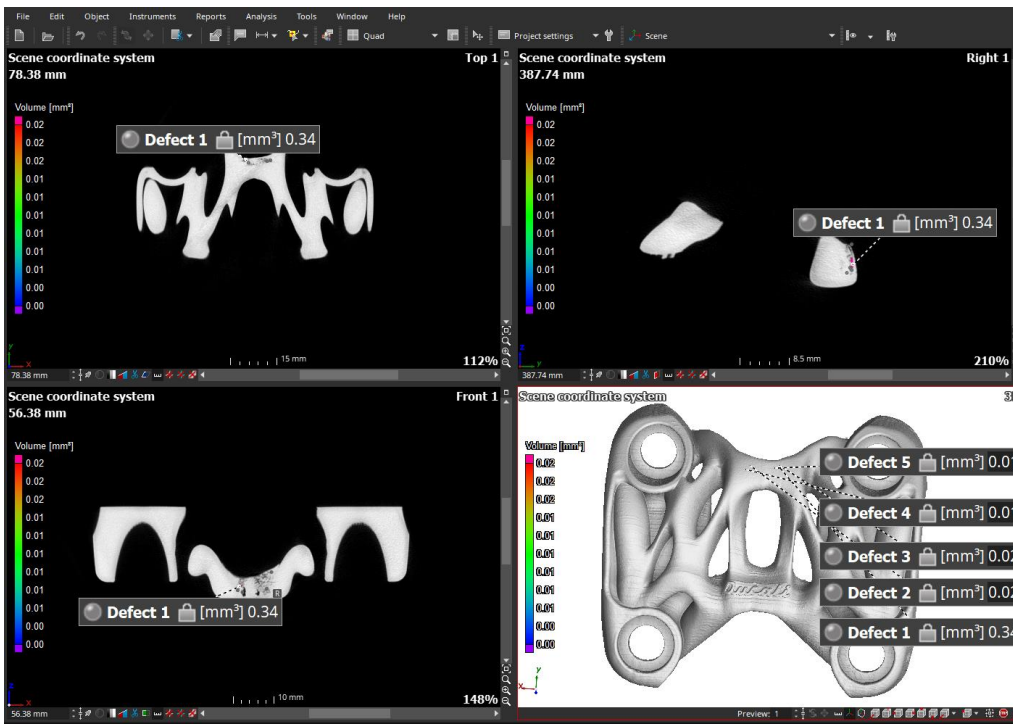 File Edit Object Instruments Reports Analysis Tools Window Help
Quad
Project settings
Scene
Scene coordinate system
Top 1
78.38 mm
Volume [mm³]
0.02
0.02
0.02
0.01
0.01
0.01
0.01
0.01
0.01
0.00
0.00
Defect 1 [mm³] 0.34
15 mm
112%
78.38 mm
Scene coordinate system
Right 1
387.74 mm
Volume [mm³]
0.02
0.02
0.02
0.01
0.01
0.01
0.01
0.01
0.01
0.00
0.00
Defect 1 [mm³] 0.34
8.5 mm
210%
387.74 mm
Scene coordinate system
Front 1
56.38 mm
Volume [mm³]
0.02
0.02
0.02
0.01
0.01
0.01
0.01
0.01
0.01
0.00
0.00
R
Defect 1 [mm³] 0.34
10 mm
148%
56.38 mm
Scene coordinate system
3
Volume [mm³]
0.02
0.02
0.02
0.01
0.01
0.01
0.01
0.01
0.01
0.00
0.00
Defect 5 [mm³] 0.01
Defect 4 [mm³] 0.01
Defect 3 [mm³] 0.02
Defect 2 [mm³] 0.02
Defect 1 [mm³] 0.34
Preview: 1